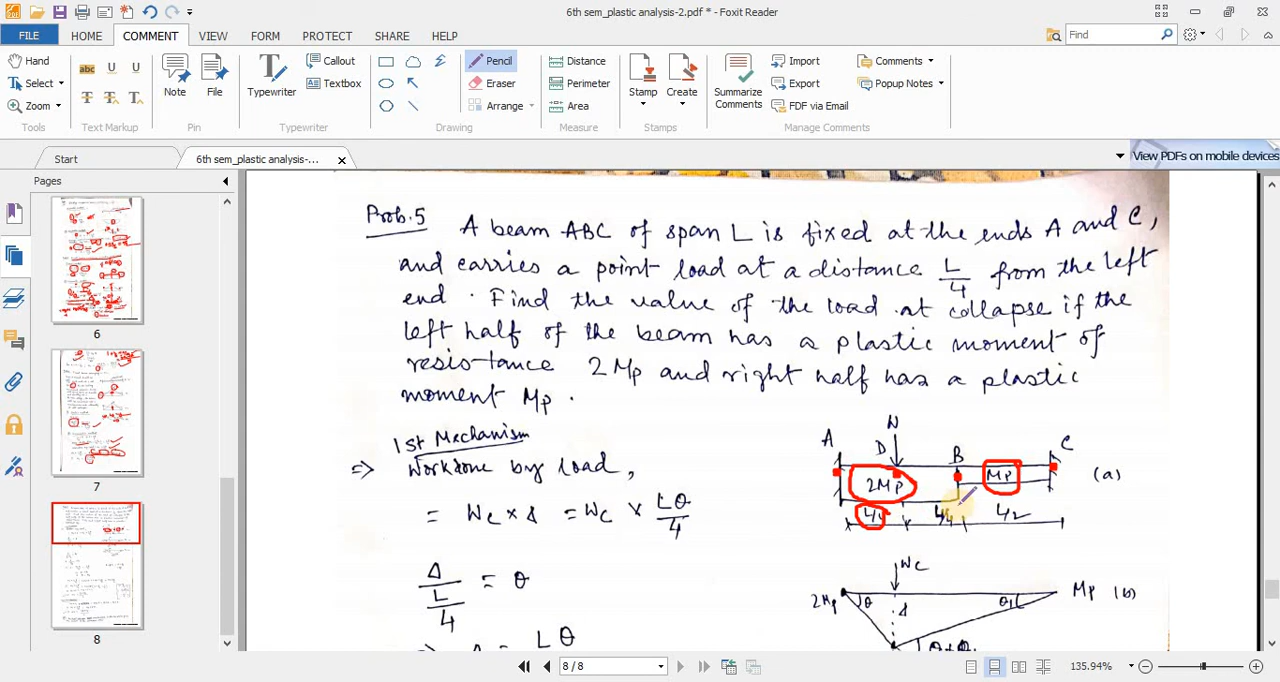 6th sem_plastic analysis-2.pdf * - Foxit Reader
FILE HOME COMMENT VIEW FORM PROTECT SHARE HELP
Find
Hand
Select
Zoom
Tools
Text Markup
Note
File
Pin
Typewriter
Callout
Textbox
Typewriter
Pencil
Eraser
Arrange
Drawing
Distance
Perimeter
Area
Measure
Stamp
Create
Stamps
Summarize
Comments
Import
Export
FDF via Email
Comments
Popup Notes
Manage Comments
Start
6th sem_plastic analysis-...
View PDFs on mobile devices
Pages
6
7
8
Prob.5 A beam ABC of span L is fixed at the ends A and C,
and carries a point load at a distance L/4 from the left
end. Find the value of the load at collapse if the
left half of the beam has a plastic moment of
resistance 2Mp and right half has a plastic
moment Mp.
1st Mechanism
⇒ Workdone by load,
= Wc × Δ = Wc × Lθ/4
Δ / (L/4) = θ
Lθ
W
A D B C
2Mp Mp (a)
L/4 L/4 L/2
Wc
2Mp θ Δ θ1 Mp (b)
θ+θ1
8 / 8
135.94%